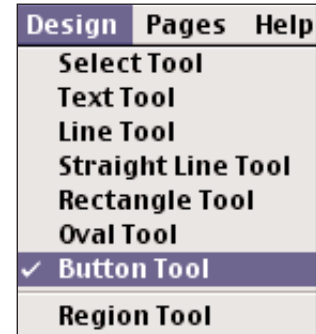 Design Pages Help
Select Tool
Text Tool
Line Tool
Straight Line Tool
Rectangle Tool
Oval Tool
✓ Button Tool
Region Tool